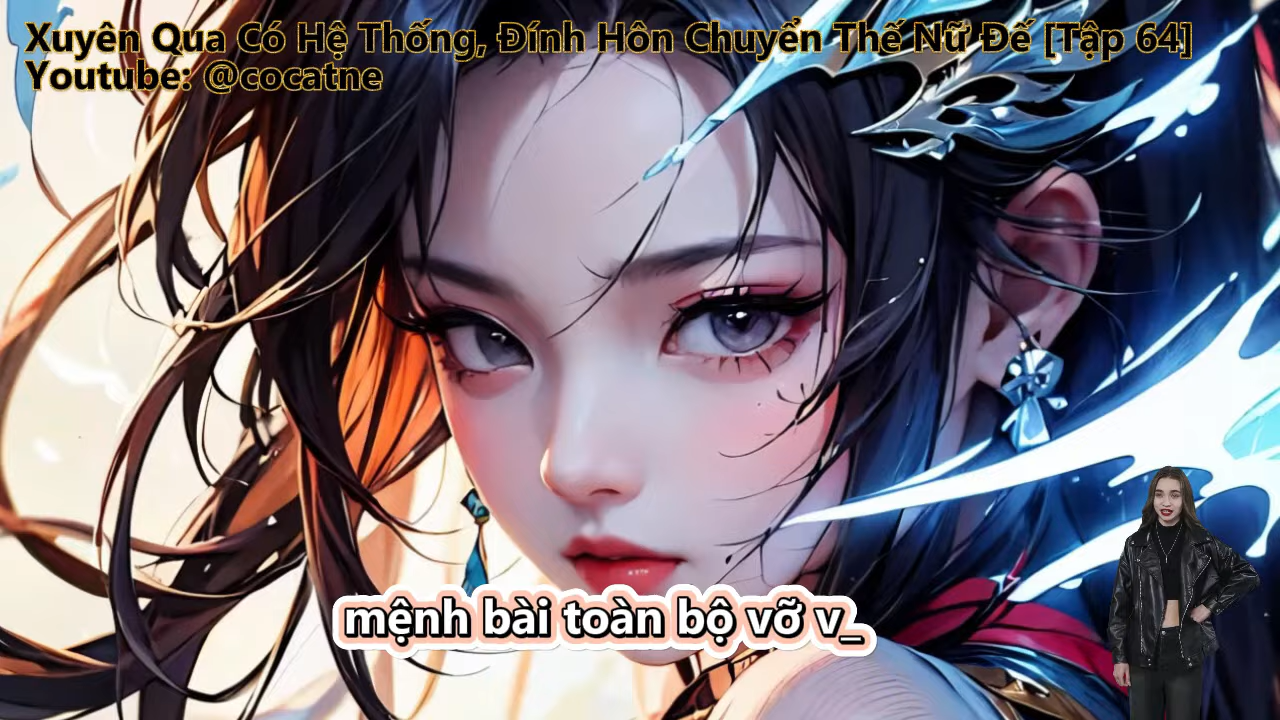 Xuyên Qua Có Hệ Thống, Đính Hôn Chuyển Thế Nữ Đế [Tập 64]
Youtube: @cocatne
mệnh bài toàn bộ vỡ v_